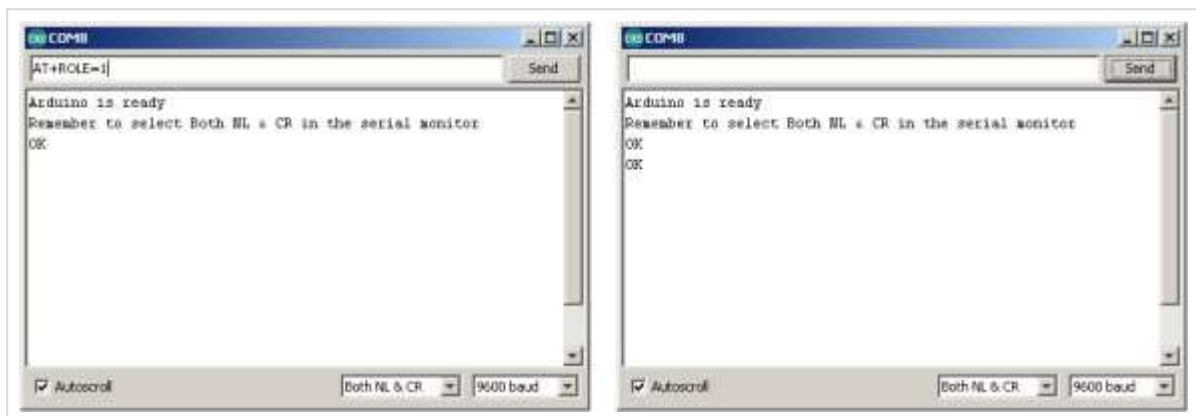 COM8
AT+ROLE=1
Send
Arduino is ready
Remember to select Both NL & CR in the serial monitor
OK
Autoscroll
Both NL & CR
9600 baud
COM8
Send
Arduino is ready
Remember to select Both NL & CR in the serial monitor
OK
OK
Autoscroll
Both NL & CR
9600 baud